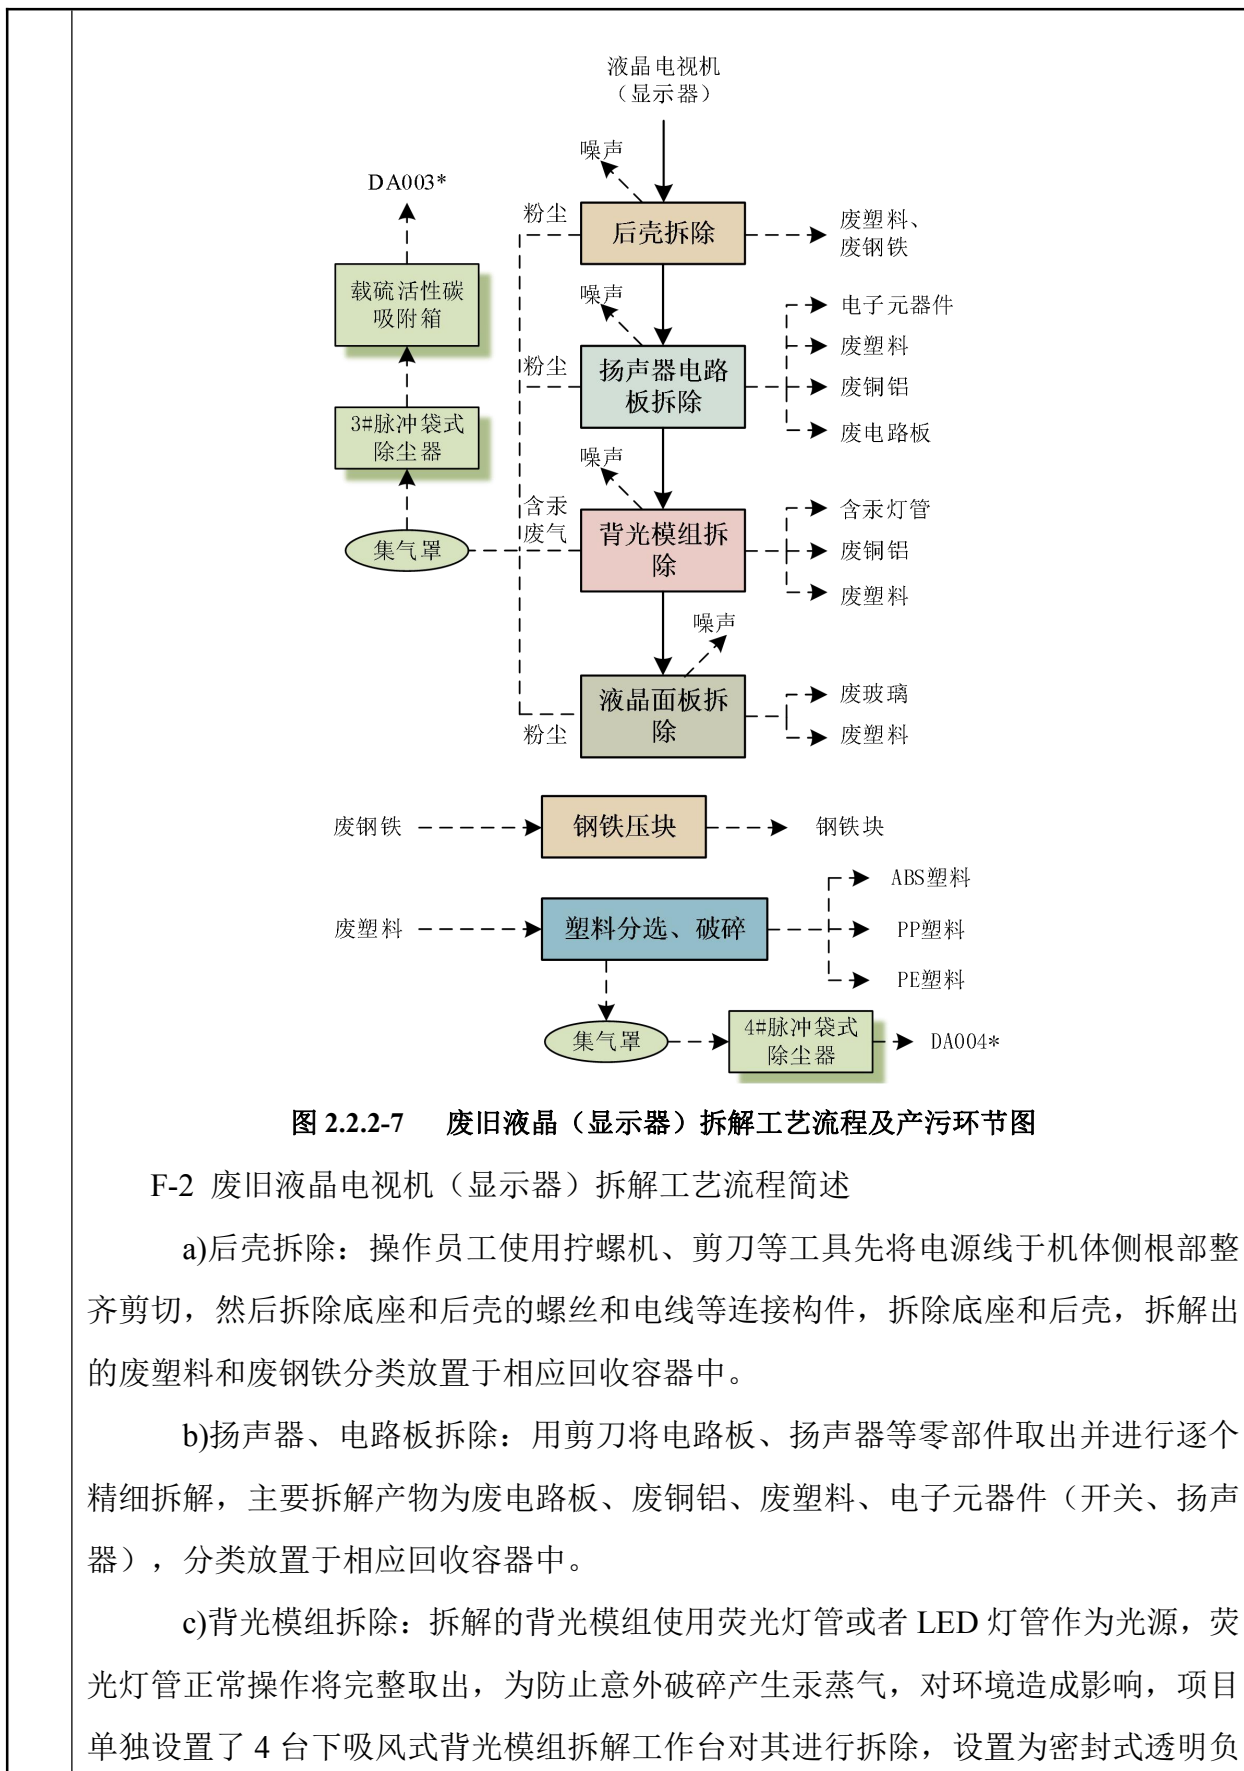 液晶电视机
（显示器）
噪声
DA003*
粉尘
后壳拆除
废塑料、
废钢铁
载硫活性碳
吸附箱
噪声
电子元器件
粉尘
扬声器电路
板拆除
废塑料
废铜铝
废电路板
3#脉冲袋式
除尘器
噪声
含汞
废气
背光模组拆
除
含汞灯管
废铜铝
废塑料
集气罩
噪声
粉尘
液晶面板拆
除
废玻璃
废塑料
废钢铁
钢铁压块
钢铁块
废塑料
塑料分选、破碎
ABS塑料
PP塑料
PE塑料
集气罩
4#脉冲袋式
除尘器
DA004*
图 2.2.2-7 废旧液晶（显示器）拆解工艺流程及产污环节图
F-2 废旧液晶电视机（显示器）拆解工艺流程简述
a)后壳拆除：操作员工使用拧螺机、剪刀等工具先将电源线于机体侧根部整
齐剪切，然后拆除底座和后壳的螺丝和电线等连接构件，拆除底座和后壳，拆解出
的废塑料和废钢铁分类放置于相应回收容器中。
b)扬声器、电路板拆除：用剪刀将电路板、扬声器等零部件取出并进行逐个
精细拆解，主要拆解产物为废电路板、废铜铝、废塑料、电子元器件（开关、扬声
器），分类放置于相应回收容器中。
c)背光模组拆除：拆解的背光模组使用荧光灯管或者 LED 灯管作为光源，荧
光灯管正常操作将完整取出，为防止意外破碎产生汞蒸气，对环境造成影响，项目
单独设置了 4 台下吸风式背光模组拆解工作台对其进行拆除，设置为密封式透明负